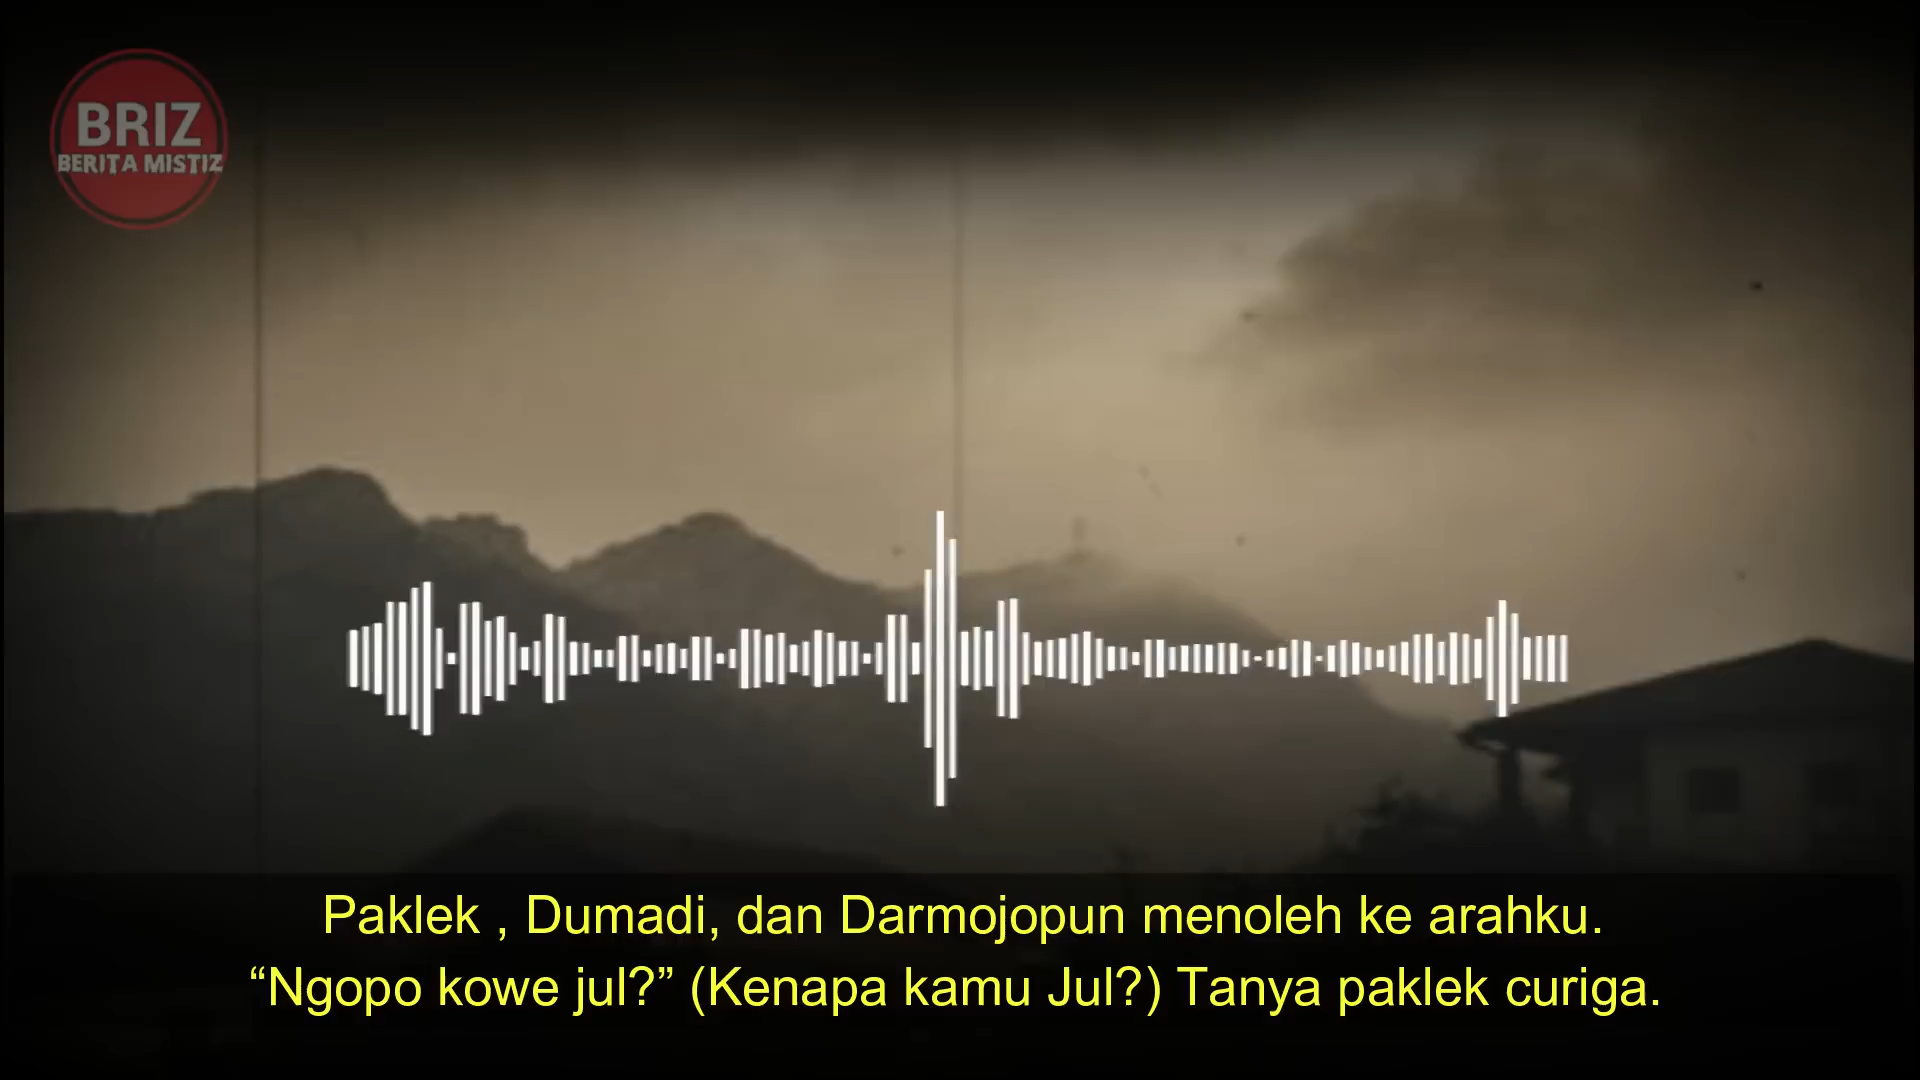 BRIZ
BERITA MISTIZ
Paklek , Dumadi, dan Darmojopun menoleh ke arahku.
“Ngopo kowe jul?” (Kenapa kamu Jul?) Tanya paklek curiga.